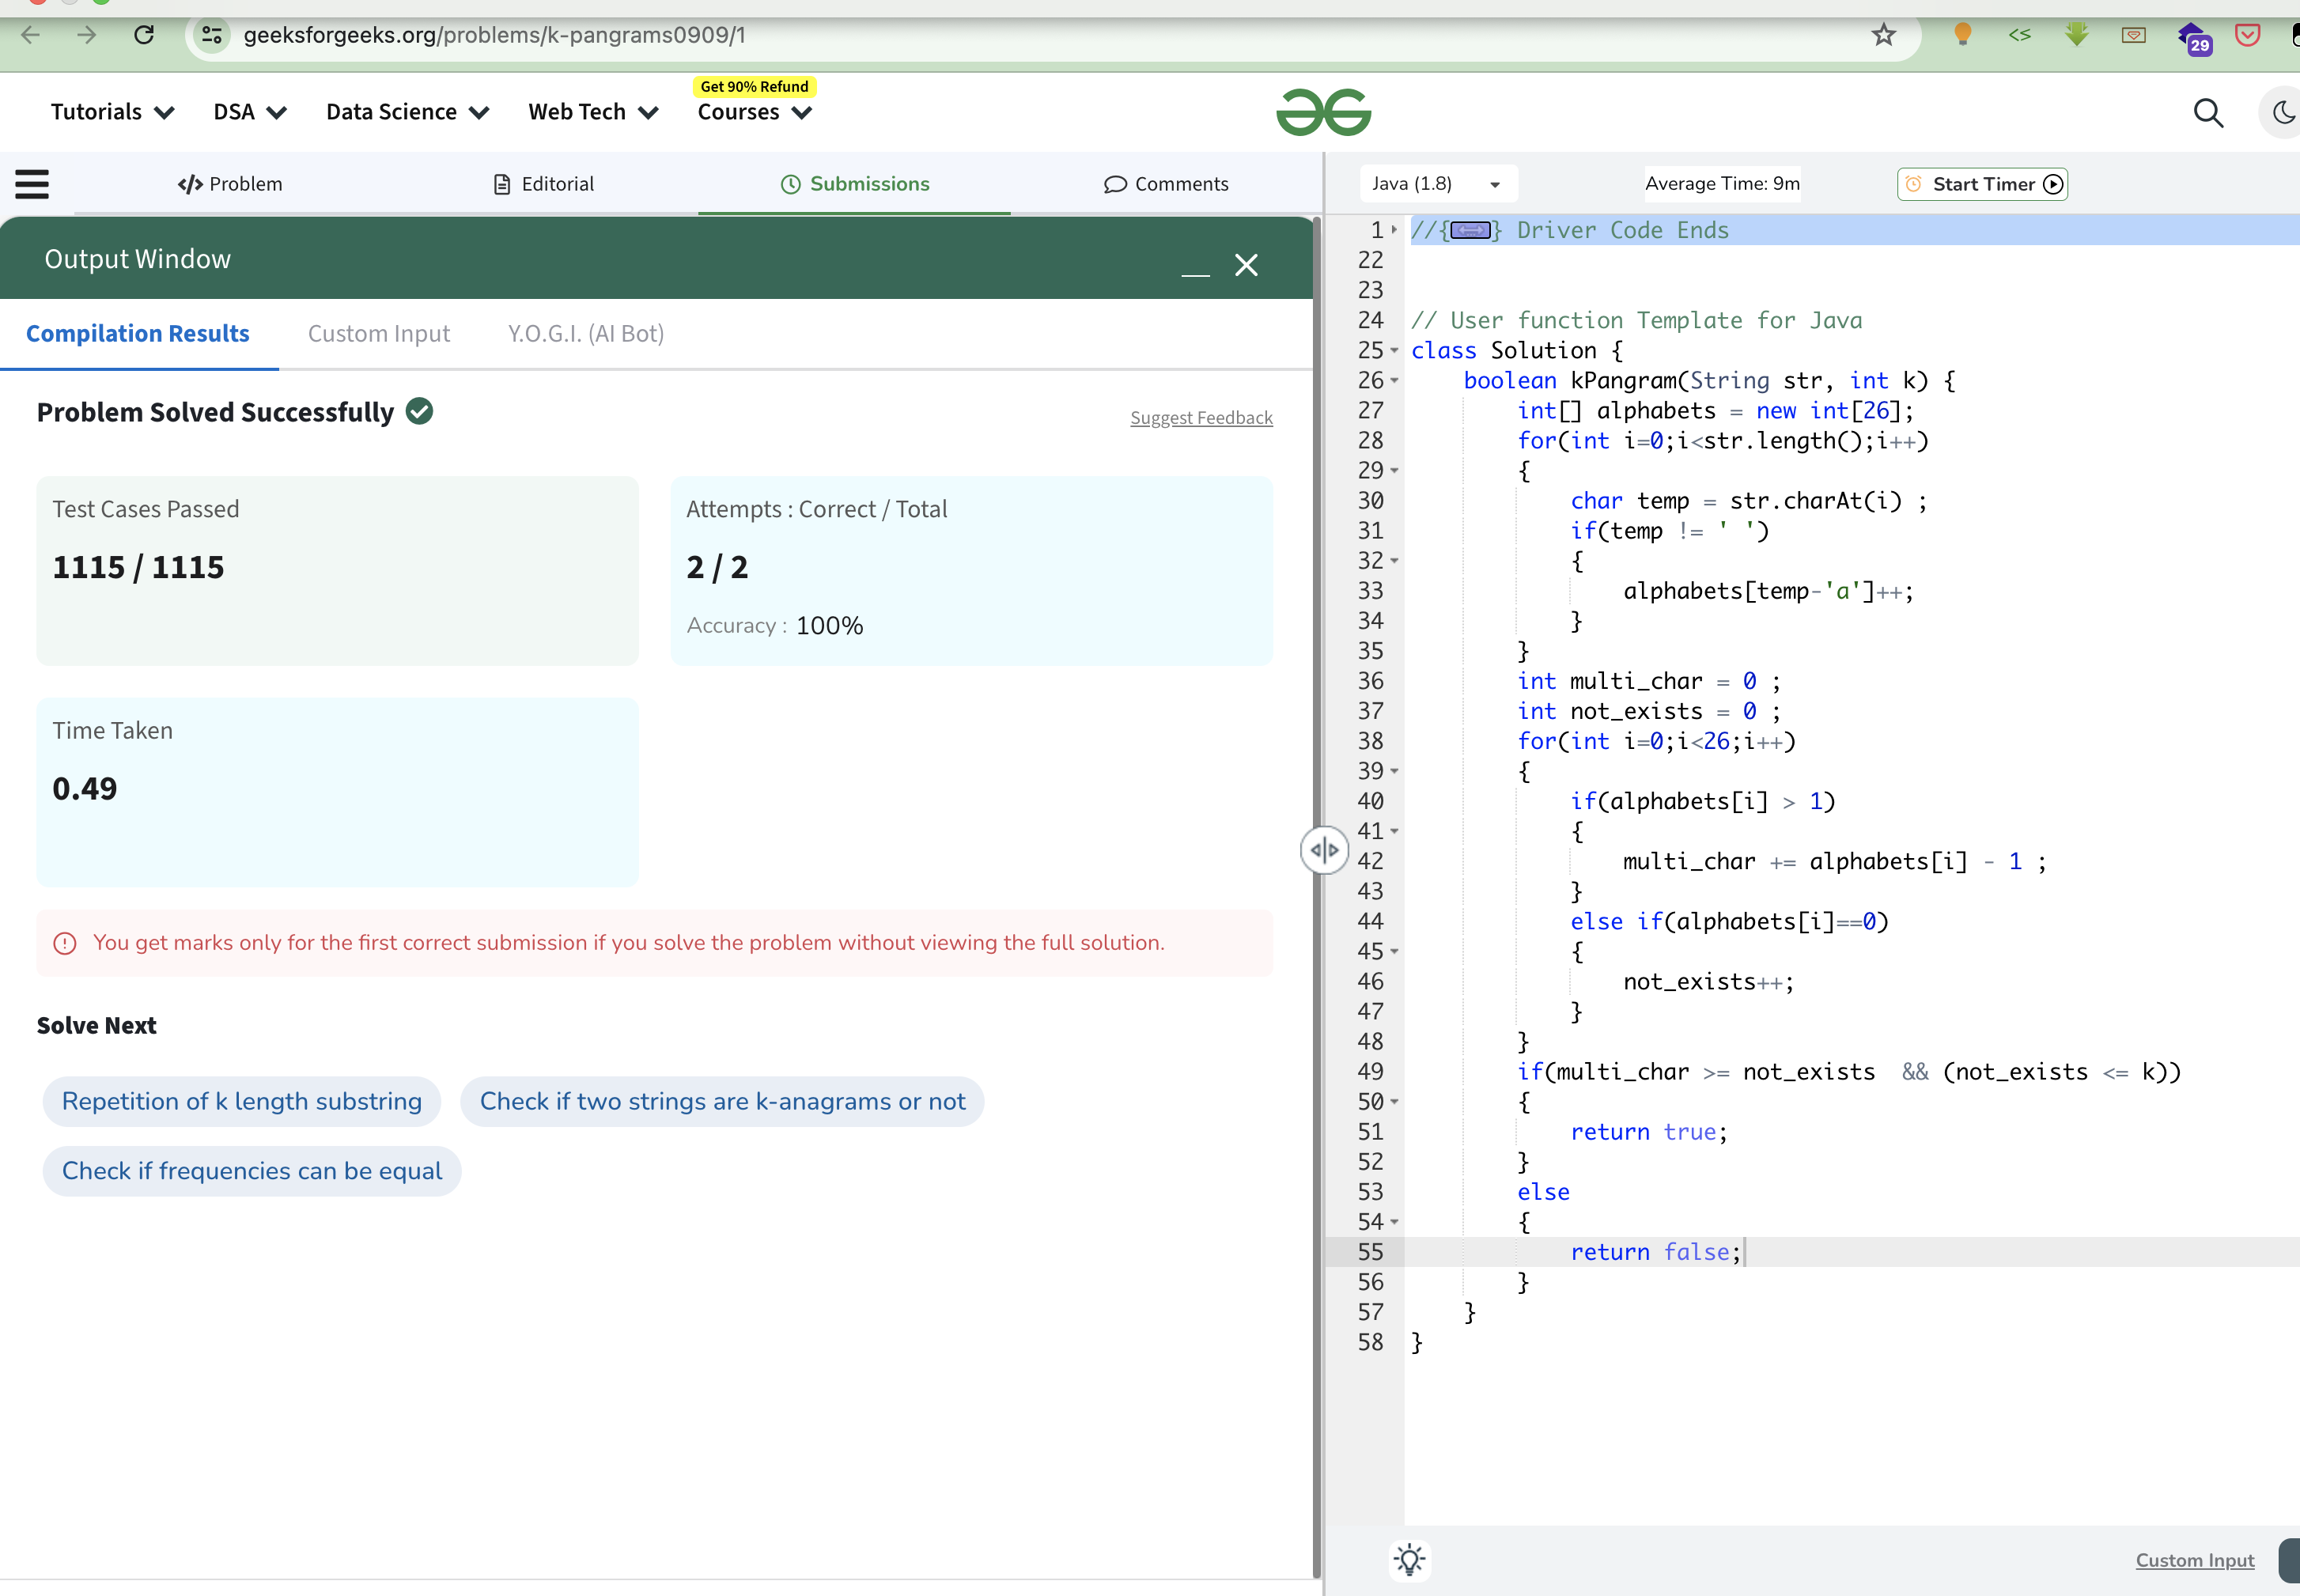 geeksforgeeks.org/problems/k-pangrams0909/1
29
Get 90% Refund
Tutorials DSA Data Science Web Tech Courses
Problem Editorial Submissions Comments
Java (1.8) Average Time: 9m Start Timer
Output Window
Compilation Results Custom Input Y.O.G.I. (AI Bot)
Problem Solved Successfully
Suggest Feedback
Test Cases Passed
1115 / 1115
Attempts : Correct / Total
2 / 2
Accuracy : 100%
Time Taken
0.49
You get marks only for the first correct submission if you solve the problem without viewing the full solution.
Solve Next
Repetition of k length substring
Check if two strings are k-anagrams or not
Check if frequencies can be equal
1 //{ } Driver Code Ends
22
23
24 // User function Template for Java
25 class Solution {
26     boolean kPangram(String str, int k) {
27         int[] alphabets = new int[26];
28         for(int i=0;i<str.length();i++)
29         {
30             char temp = str.charAt(i) ;
31             if(temp != ' ')
32             {
33                 alphabets[temp-'a']++;
34             }
35         }
36         int multi_char = 0 ;
37         int not_exists = 0 ;
38         for(int i=0;i<26;i++)
39         {
40             if(alphabets[i] > 1)
41             {
42                 multi_char += alphabets[i] - 1 ;
43             }
44             else if(alphabets[i]==0)
45             {
46                 not_exists++;
47             }
48         }
49         if(multi_char >= not_exists  && (not_exists <= k))
50         {
51             return true;
52         }
53         else
54         {
55             return false;
56         }
57     }
58 }
Custom Input